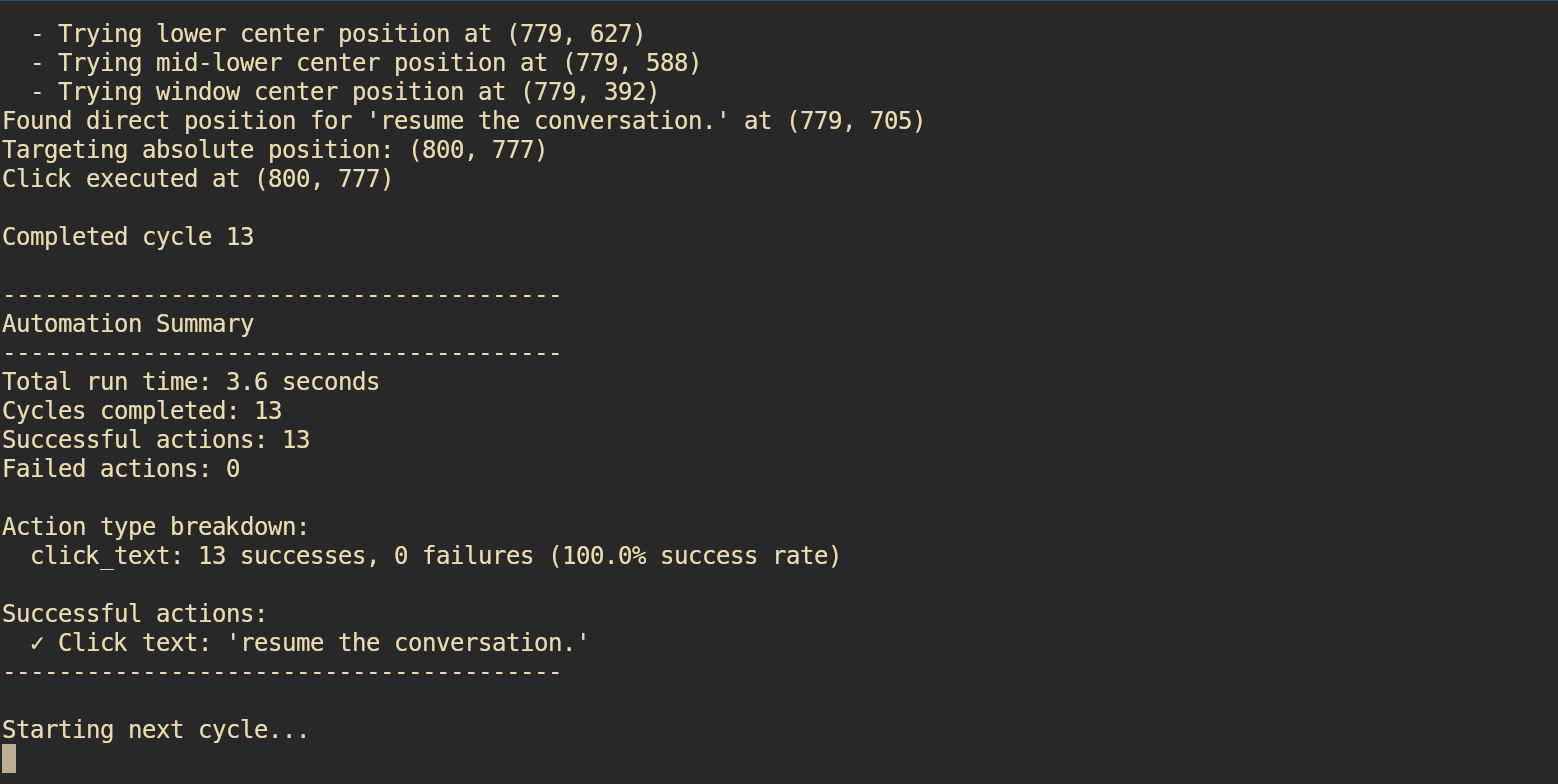 - Trying lower center position at (779, 627)
- Trying mid-lower center position at (779, 588)
- Trying window center position at (779, 392)
Found direct position for 'resume the conversation.' at (779, 705)
Targeting absolute position: (800, 777)
Click executed at (800, 777)
Completed cycle 13
----------------------------------------
Automation Summary
----------------------------------------
Total run time: 3.6 seconds
Cycles completed: 13
Successful actions: 13
Failed actions: 0
Action type breakdown:
click_text: 13 successes, 0 failures (100.0% success rate)
Successful actions:
✓ Click text: 'resume the conversation.'
----------------------------------------
Starting next cycle...